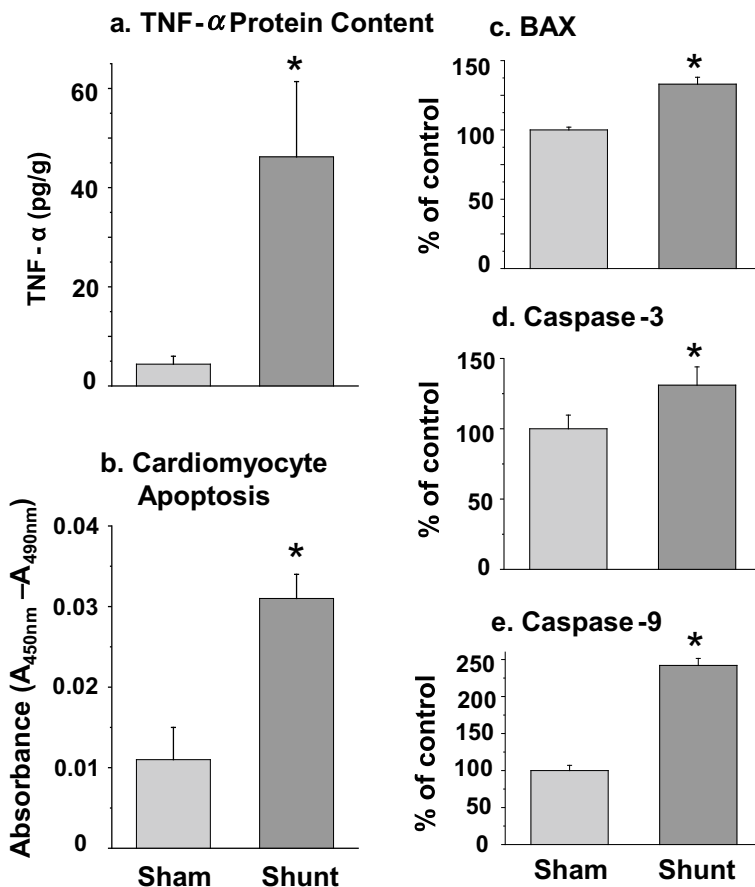 a. TNF-α Protein Content
*
60
40
20
0
TNF-α (pg/g)
b. Cardiomyocyte
Apoptosis
*
0.04
0.03
0.02
0.01
0
Absorbance (A450nm –A490nm)
Sham Shunt
c. BAX
*
150
100
50
0
% of control
d. Caspase-3
*
150
100
50
0
% of control
e. Caspase-9
*
250
200
150
100
50
0
% of control
Sham Shunt